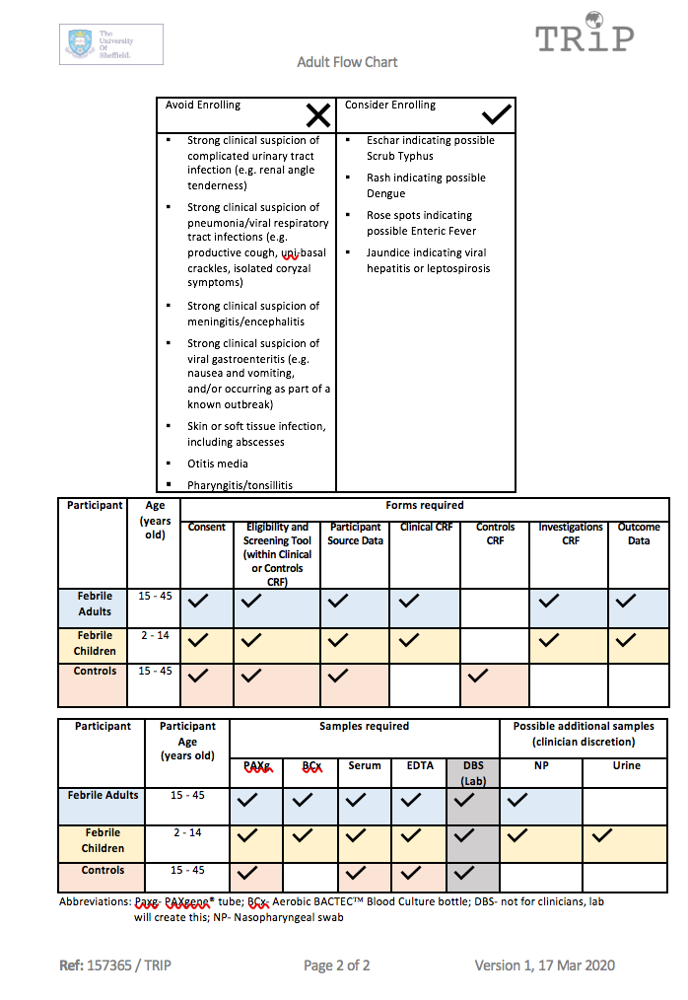 The
University
Of
Sheffield.
TRiP
Adult Flow Chart
Avoid Enrolling
Consider Enrolling
▪ Strong clinical suspicion of
complicated urinary tract
infection (e.g. renal angle
tenderness)
▪ Strong clinical suspicion of
pneumonia/viral respiratory
tract infections (e.g.
productive cough, uni-basal
crackles, isolated coryzal
symptoms)
▪ Strong clinical suspicion of
meningitis/encephalitis
▪ Strong clinical suspicion of
viral gastroenteritis (e.g.
nausea and vomiting,
and/or occurring as part of a
known outbreak)
▪ Skin or soft tissue infection,
including abscesses
▪ Otitis media
▪ Pharyngitis/tonsillitis
▪ Eschar indicating possible
Scrub Typhus
▪ Rash indicating possible
Dengue
▪ Rose spots indicating
possible Enteric Fever
▪ Jaundice indicating viral
hepatitis or leptospirosis
Participant
Age
(years
old)
Forms required
Consent
Eligibility and
Screening Tool
(within Clinical
or Controls
CRF)
Participant
Source Data
Clinical CRF
Controls
CRF
Investigations
CRF
Outcome
Data
Febrile
Adults
15 - 45
✓ ✓ ✓ ✓ ✓ ✓
Febrile
Children
2 - 14
✓ ✓ ✓ ✓ ✓ ✓
Controls
15 - 45
✓ ✓ ✓ ✓
Participant
Participant
Age
(years old)
Samples required
Possible additional samples
(clinician discretion)
PAXg
BCx
Serum
EDTA
DBS
(Lab)
NP
Urine
Febrile Adults
15 - 45
✓ ✓ ✓ ✓ ✓ ✓
Febrile
Children
2 - 14
✓ ✓ ✓ ✓ ✓ ✓ ✓
Controls
15 - 45
✓ ✓ ✓ ✓
Abbreviations: Paxg- PAXgene® tube; BCx- Aerobic BACTEC™ Blood Culture bottle; DBS- not for clinicians, lab
will create this; NP- Nasopharyngeal swab
Ref: 157365 / TRIP
Page 2 of 2
Version 1, 17 Mar 2020